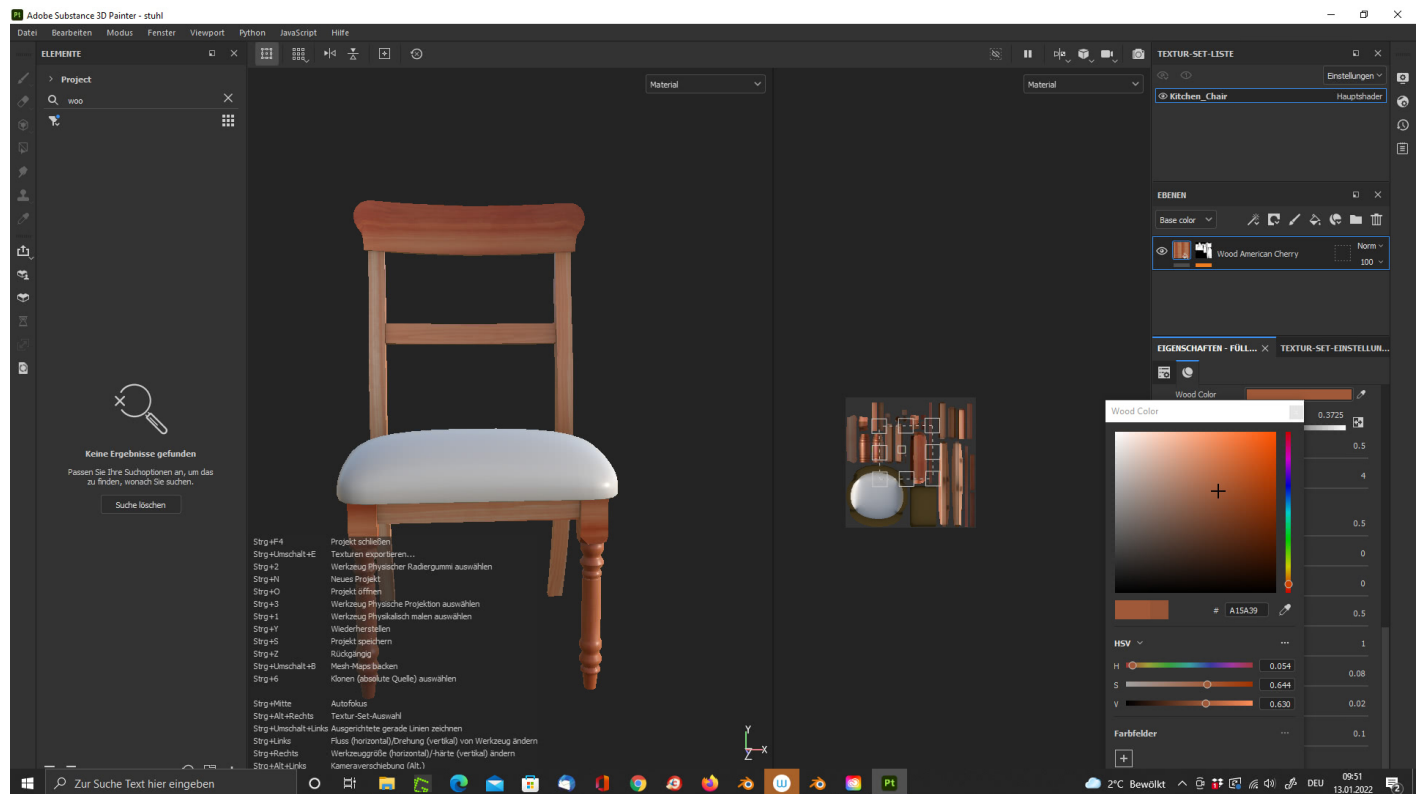 Adobe Substance 3D Painter - stuhl
Datei Bearbeiten Modus Fenster Viewport Python JavaScript Hilfe
ELEMENTE
Project
woo
Keine Ergebnisse gefunden
Passen Sie Ihre Suchoptionen an, um das
zu finden, wonach Sie suchen.
Suche löschen
Material
Material
Strg+F4 Projekt schließen
Strg+Umschalt+E Texturen exportieren...
Strg+2 Werkzeug Physischer Radiergummi auswählen
Strg+N Neues Projekt
Strg+O Projekt öffnen
Strg+3 Werkzeug Physische Projektion auswählen
Strg+1 Werkzeug Physikalisch malen auswählen
Strg+Y Wiederherstellen
Strg+S Projekt speichern
Strg+Z Rückgängig
Strg+Umschalt+B Mesh-Maps backen
Strg+6 Klonen (absolute Quelle) auswählen
Strg+Mitte Autofokus
Strg+Alt+Rechts Textur-Set-Auswahl
Strg+Umschalt+Links Ausgerichtete gerade Linien zeichnen
Strg+Links Fluss (horizontal)/Drehung (vertikal) von Werkzeug ändern
Strg+Rechts Werkzeuggröße (horizontal)/-härte (vertikal) ändern
Strg+Alt+Links Kameraverschiebung (Alt.)
Y
Z X
TEXTUR-SET-LISTE
Einstellungen
Kitchen_Chair Hauptshader
EBENEN
Base color
Wood American Cherry Norm
100
EIGENSCHAFTEN - FÜLL... TEXTUR-SET-EINSTELLUN...
Wood Color
0.3725
0.5
4
0.5
0
0
0.5
1
0.08
0.02
0.1
Wood Color
# A15A39
HSV
H 0.054
S 0.644
V 0.630
Farbfelder
+
Zur Suche Text hier eingeben
Pt
2°C Bewölkt DEU 09:51
13.01.2022